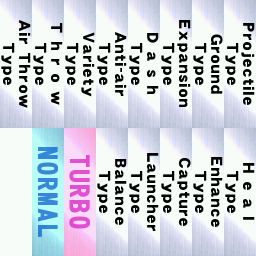 Projectile
Type
Ground
Type
Expansion
Type
Dash
Type
Anti-air
Type
Variety
Type
Throw
Type
Air Throw
Type
Heal
Type
Enhance
Type
Capture
Type
Launcher
Type
Balance
Type
TURBO
NORMAL